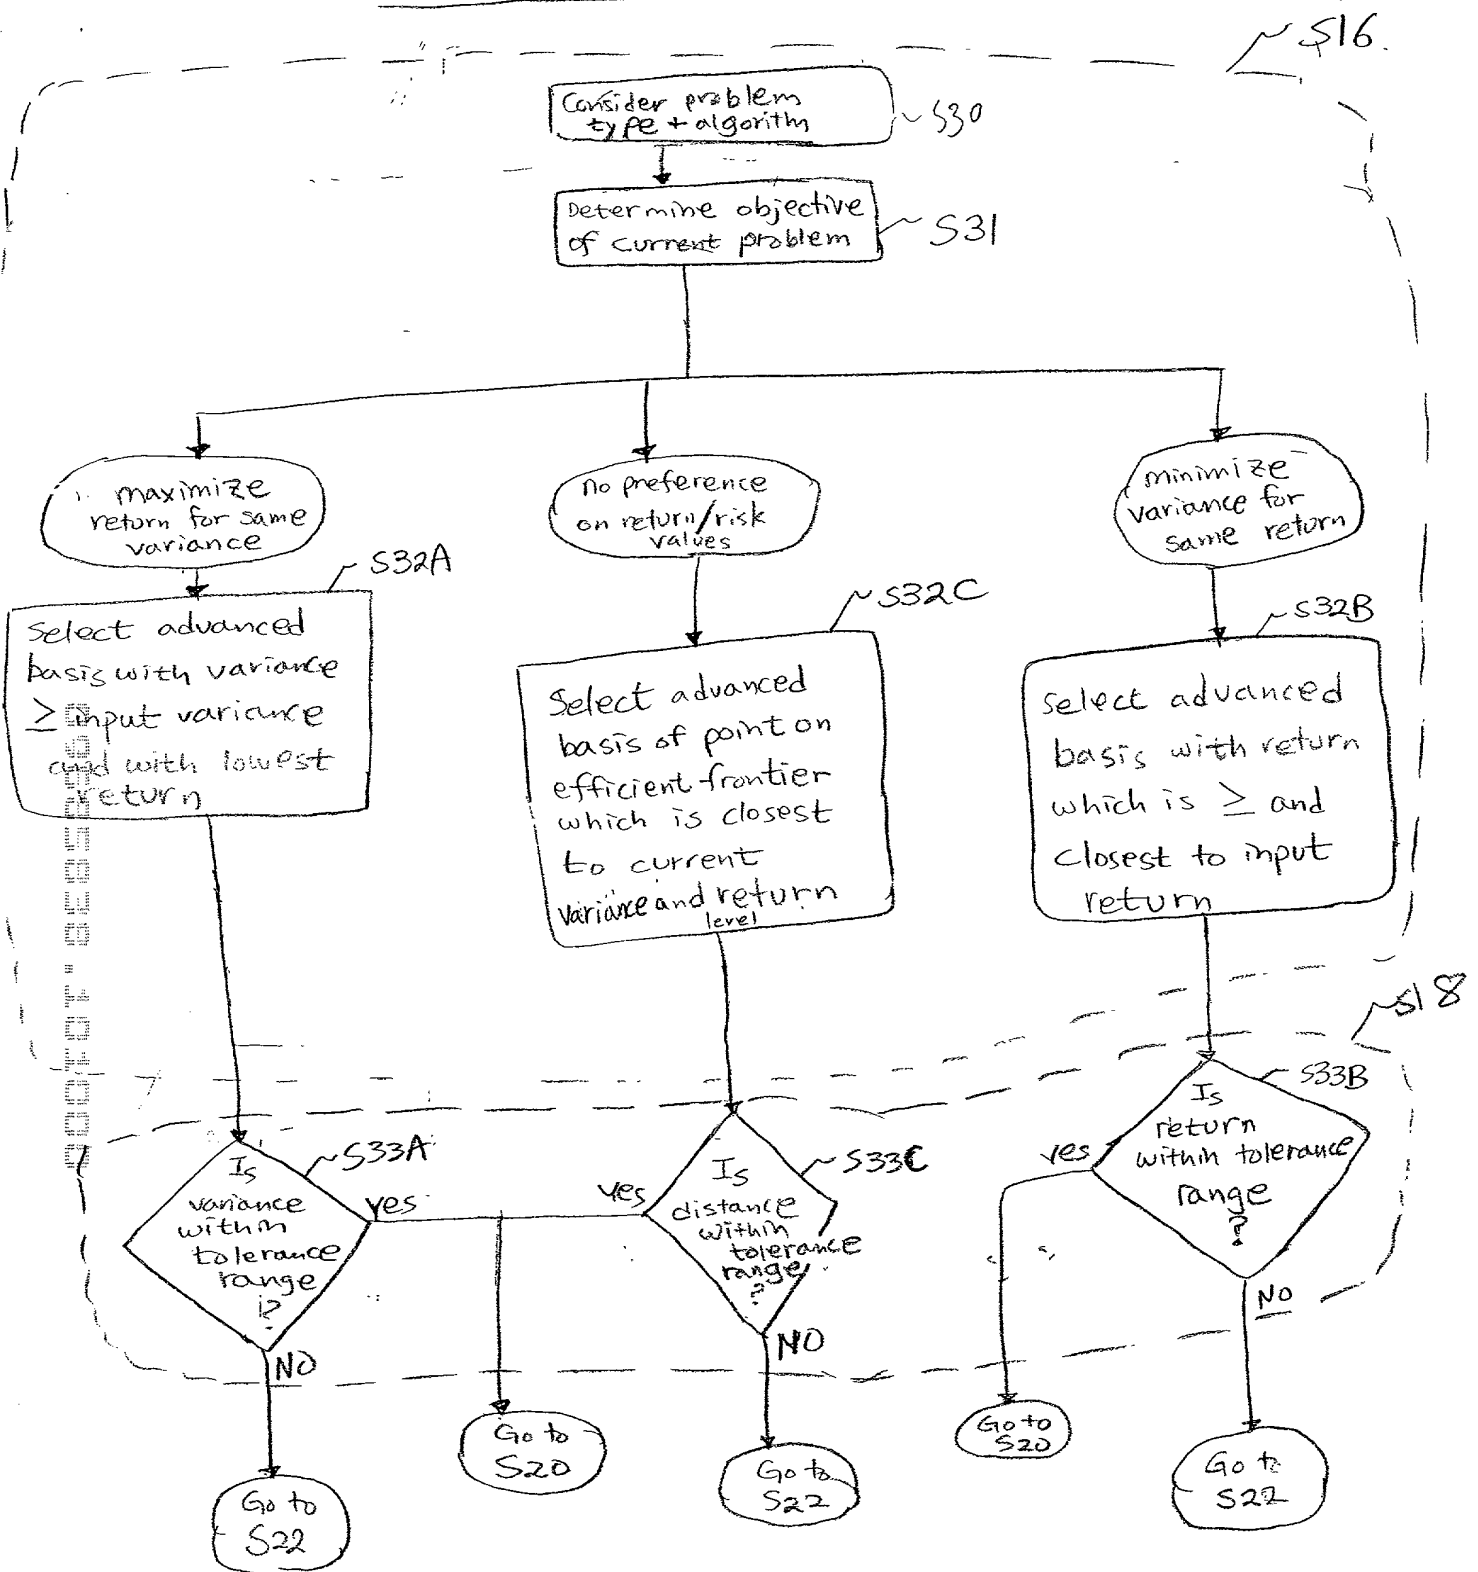 S16.
Consider problem
type + algorithm
S30
Determine objective
of current problem
S31
maximize
return for same
variance
no preference
on return/risk
values
minimize
variance for
same return
S32A
Select advanced
basis with variance
≥ input variance
and with lowest
return
S32C
Select advanced
basis of point on
efficient frontier
which is closest
to current
variance and return
level
S32B
Select advanced
basis with return
which is ≥ and
closest to input
return
S18
S33A
Is
variance
within
tolerance
range
?
yes
NO
S33C
Is
distance
within
tolerance
range
?
yes
NO
S33B
Is
return
within tolerance
range
?
yes
NO
Go to
S22
Go to
S20
Go to
S22
Go to
S20
Go to
S22